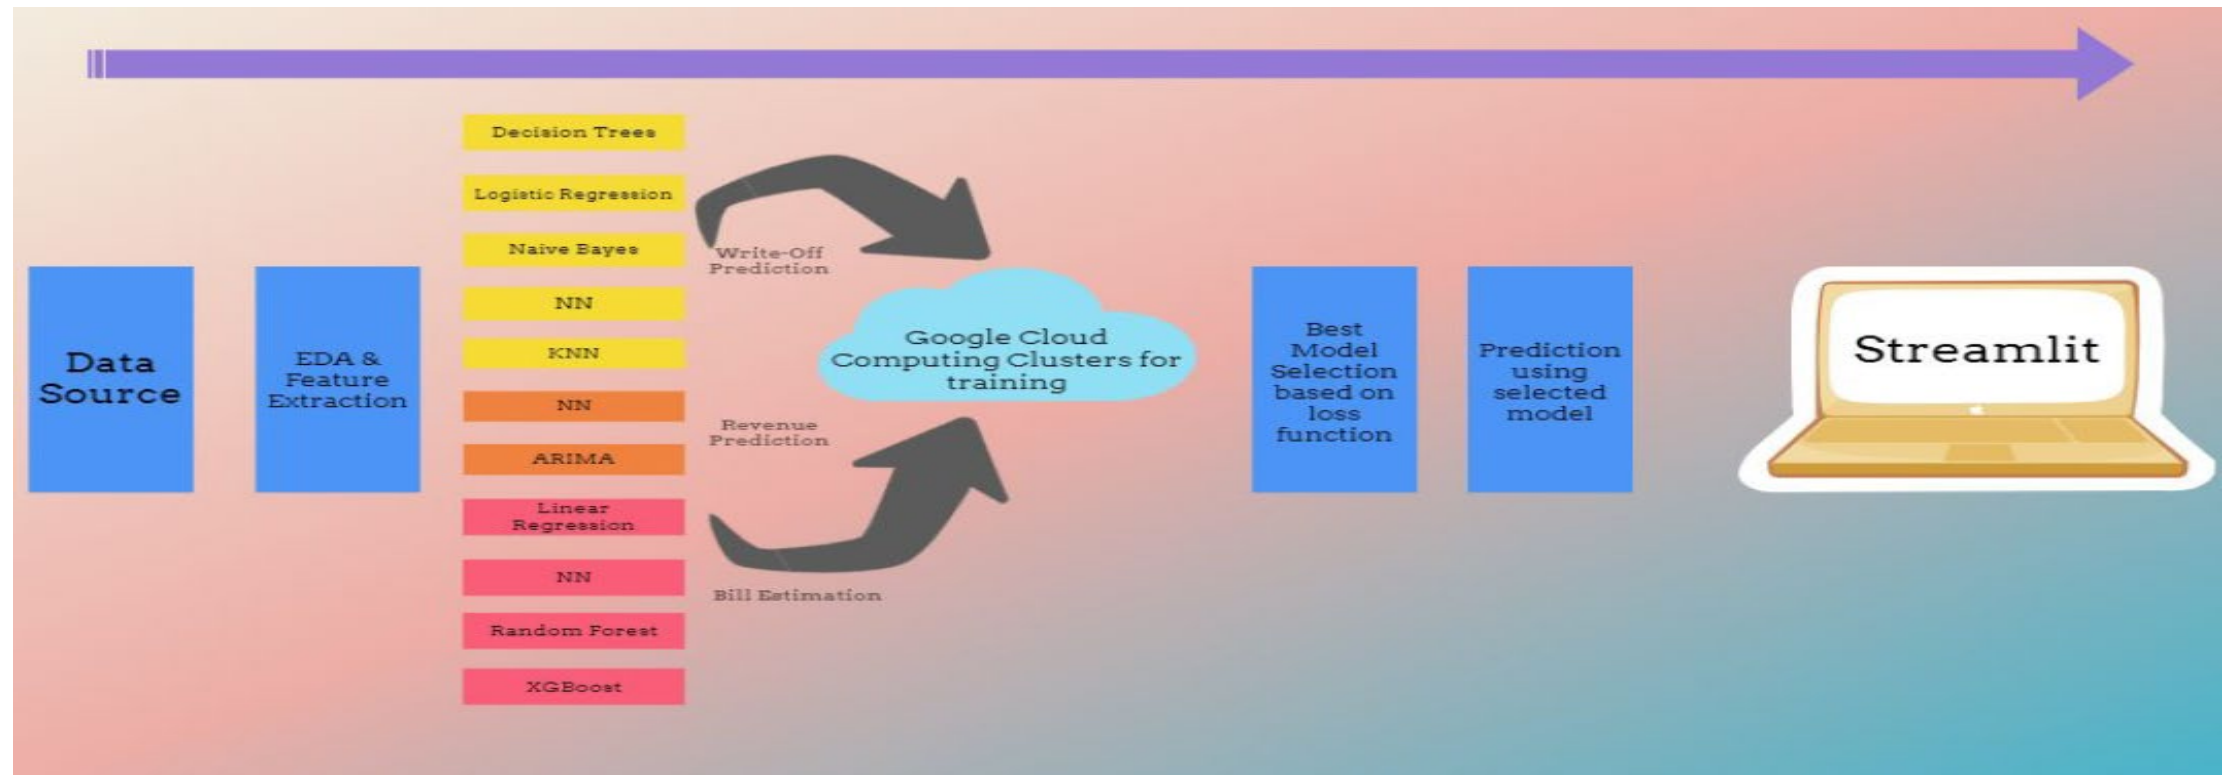 Data
Source
EDA &
Feature
Extraction
Decision Trees
Logistic Regression
Naive Bayes
NN
KNN
NN
ARIMA
Linear
Regression
NN
Random Forest
XGBoost
Write-Off
Prediction
Revenue
Prediction
Bill Estimation
Google Cloud
Computing Clusters for
training
Best
Model
Selection
based on
loss
function
Prediction
using
selected
model
Streamlit